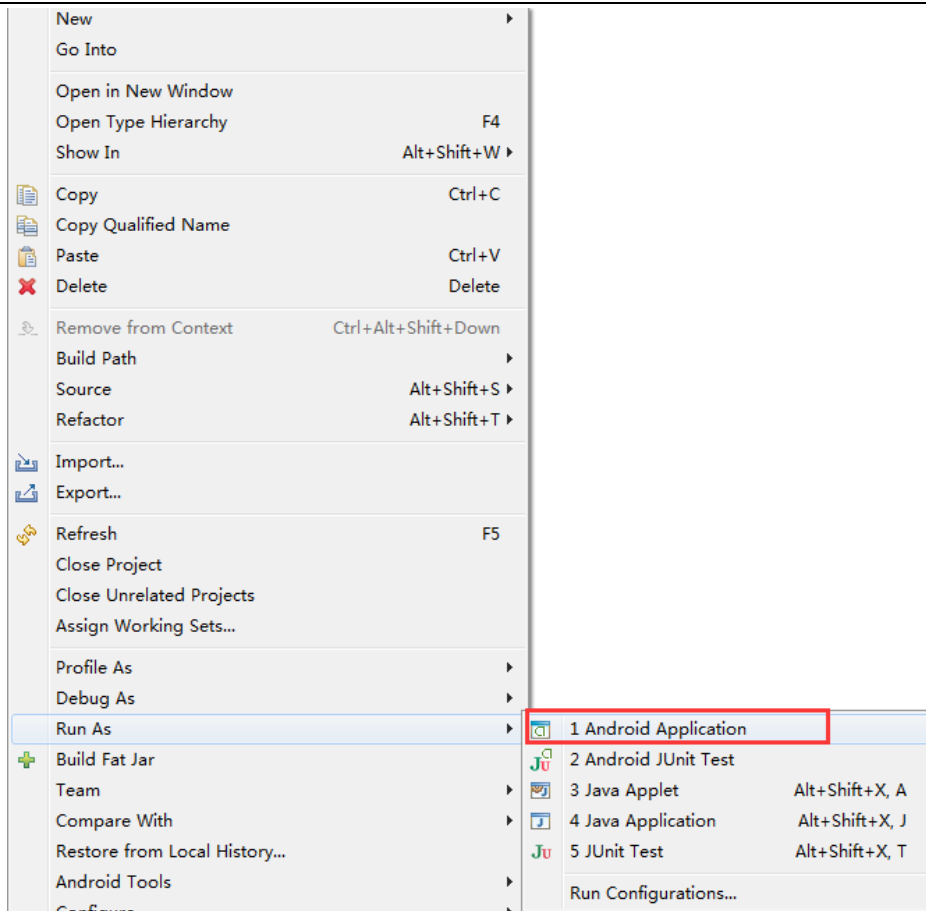 New
Go Into
Open in New Window
Open Type Hierarchy F4
Show In Alt+Shift+W
Copy Ctrl+C
Copy Qualified Name
Paste Ctrl+V
Delete Delete
Remove from Context Ctrl+Alt+Shift+Down
Build Path
Source Alt+Shift+S
Refactor Alt+Shift+T
Import...
Export...
Refresh F5
Close Project
Close Unrelated Projects
Assign Working Sets...
Profile As
Debug As
Run As
Build Fat Jar
Team
Compare With
Restore from Local History...
Android Tools
Configure
1 Android Application
2 Android JUnit Test
3 Java Applet Alt+Shift+X, A
4 Java Application Alt+Shift+X, J
5 JUnit Test Alt+Shift+X, T
Run Configurations...